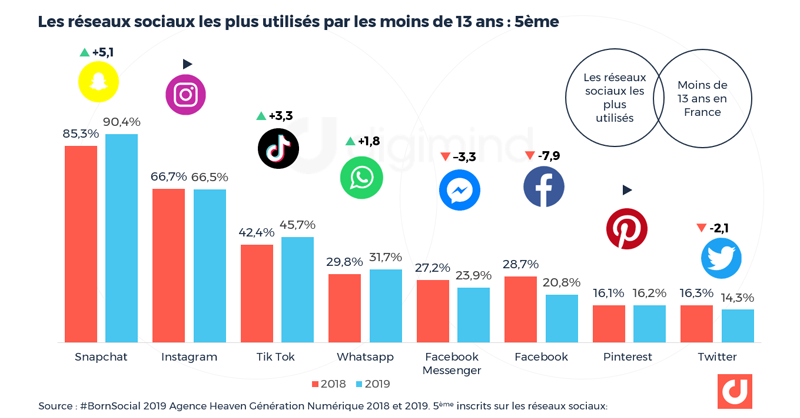 Les réseaux sociaux les plus utilisés par les moins de 13 ans : 5ème
+5,1
+3,3
+1,8
-3,3
-7,9
-2,1
Les réseaux
sociaux les
plus
utilisés
Moins de
13 ans en
France
digimind
85,3% 90,4%
66,7% 66,5%
42,4% 45,7%
29,8% 31,7%
27,2% 23,9%
28,7% 20,8%
16,1% 16,2%
16,3% 14,3%
Snapchat Instagram Tik Tok Whatsapp Facebook Facebook Pinterest Twitter
Messenger
2018 2019
Source : #BornSocial 2019 Agence Heaven Génération Numérique 2018 et 2019. 5ème inscrits sur les réseaux sociaux: